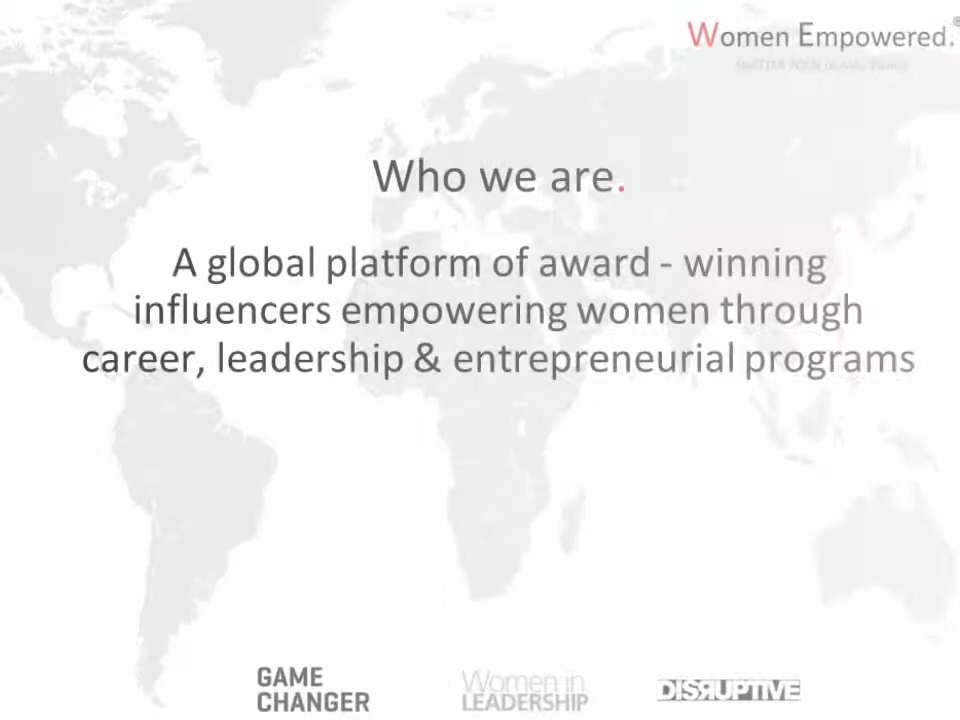 Women Empowered.®
Who we are.
A global platform of award - winning
influencers empowering women through
career, leadership & entrepreneurial programs
GAME
CHANGER
Women in
LEADERSHIP
DISRUPTIVE